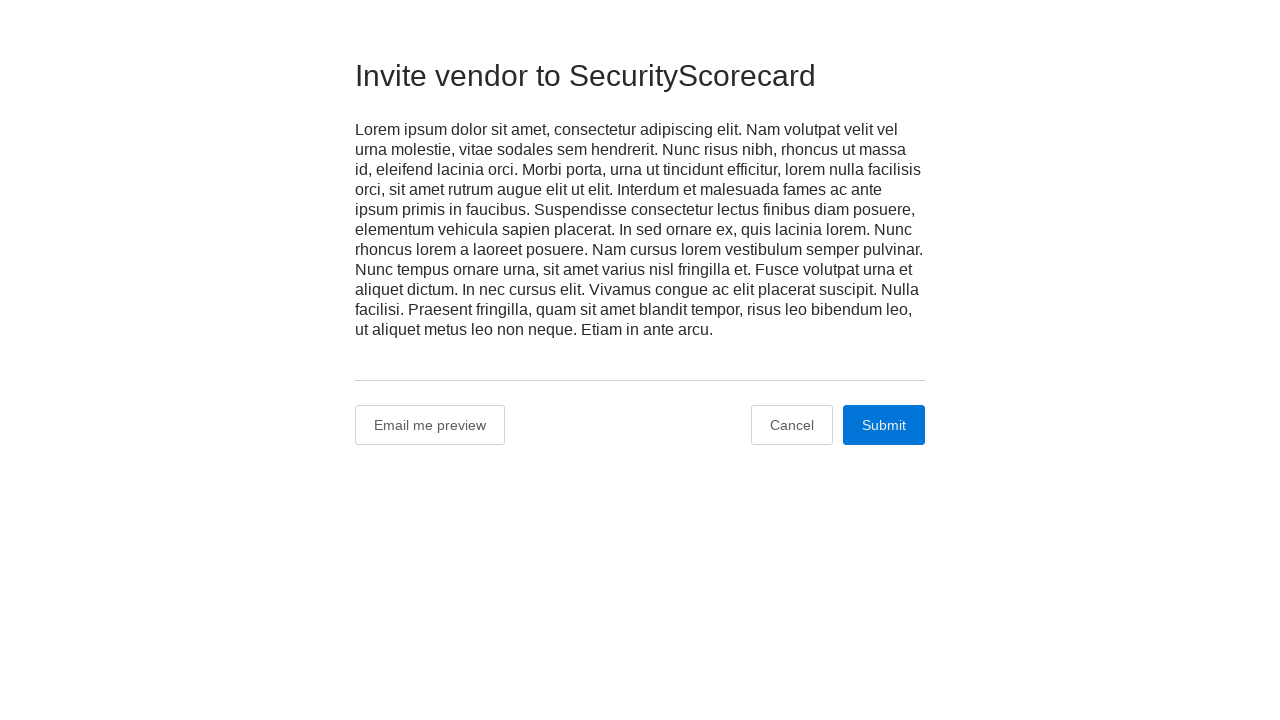 Invite vendor to SecurityScorecard
Lorem ipsum dolor sit amet, consectetur adipiscing elit. Nam volutpat velit vel
urna molestie, vitae sodales sem hendrerit. Nunc risus nibh, rhoncus ut massa
id, eleifend lacinia orci. Morbi porta, urna ut tincidunt efficitur, lorem nulla facilisis
orci, sit amet rutrum augue elit ut elit. Interdum et malesuada fames ac ante
ipsum primis in faucibus. Suspendisse consectetur lectus finibus diam posuere,
elementum vehicula sapien placerat. In sed ornare ex, quis lacinia lorem. Nunc
rhoncus lorem a laoreet posuere. Nam cursus lorem vestibulum semper pulvinar.
Nunc tempus ornare urna, sit amet varius nisl fringilla et. Fusce volutpat urna et
aliquet dictum. In nec cursus elit. Vivamus congue ac elit placerat suscipit. Nulla
facilisi. Praesent fringilla, quam sit amet blandit tempor, risus leo bibendum leo,
ut aliquet metus leo non neque. Etiam in ante arcu.
Email me preview
Cancel
Submit